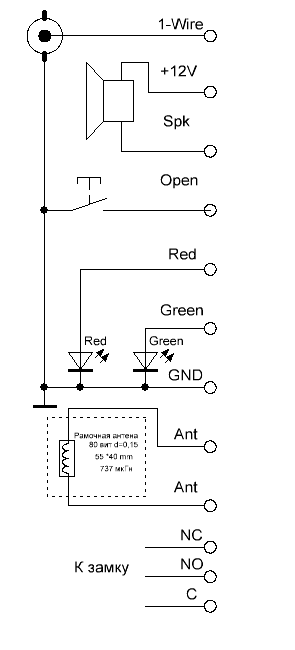 1-Wire
+12V
Spk
Open
Red
Green
Red
Green
GND
Ant
Рамочная антена
80 вит d=0,15
55 *40 mm
737 мкГн
Ant
NC
К замку
NO
C